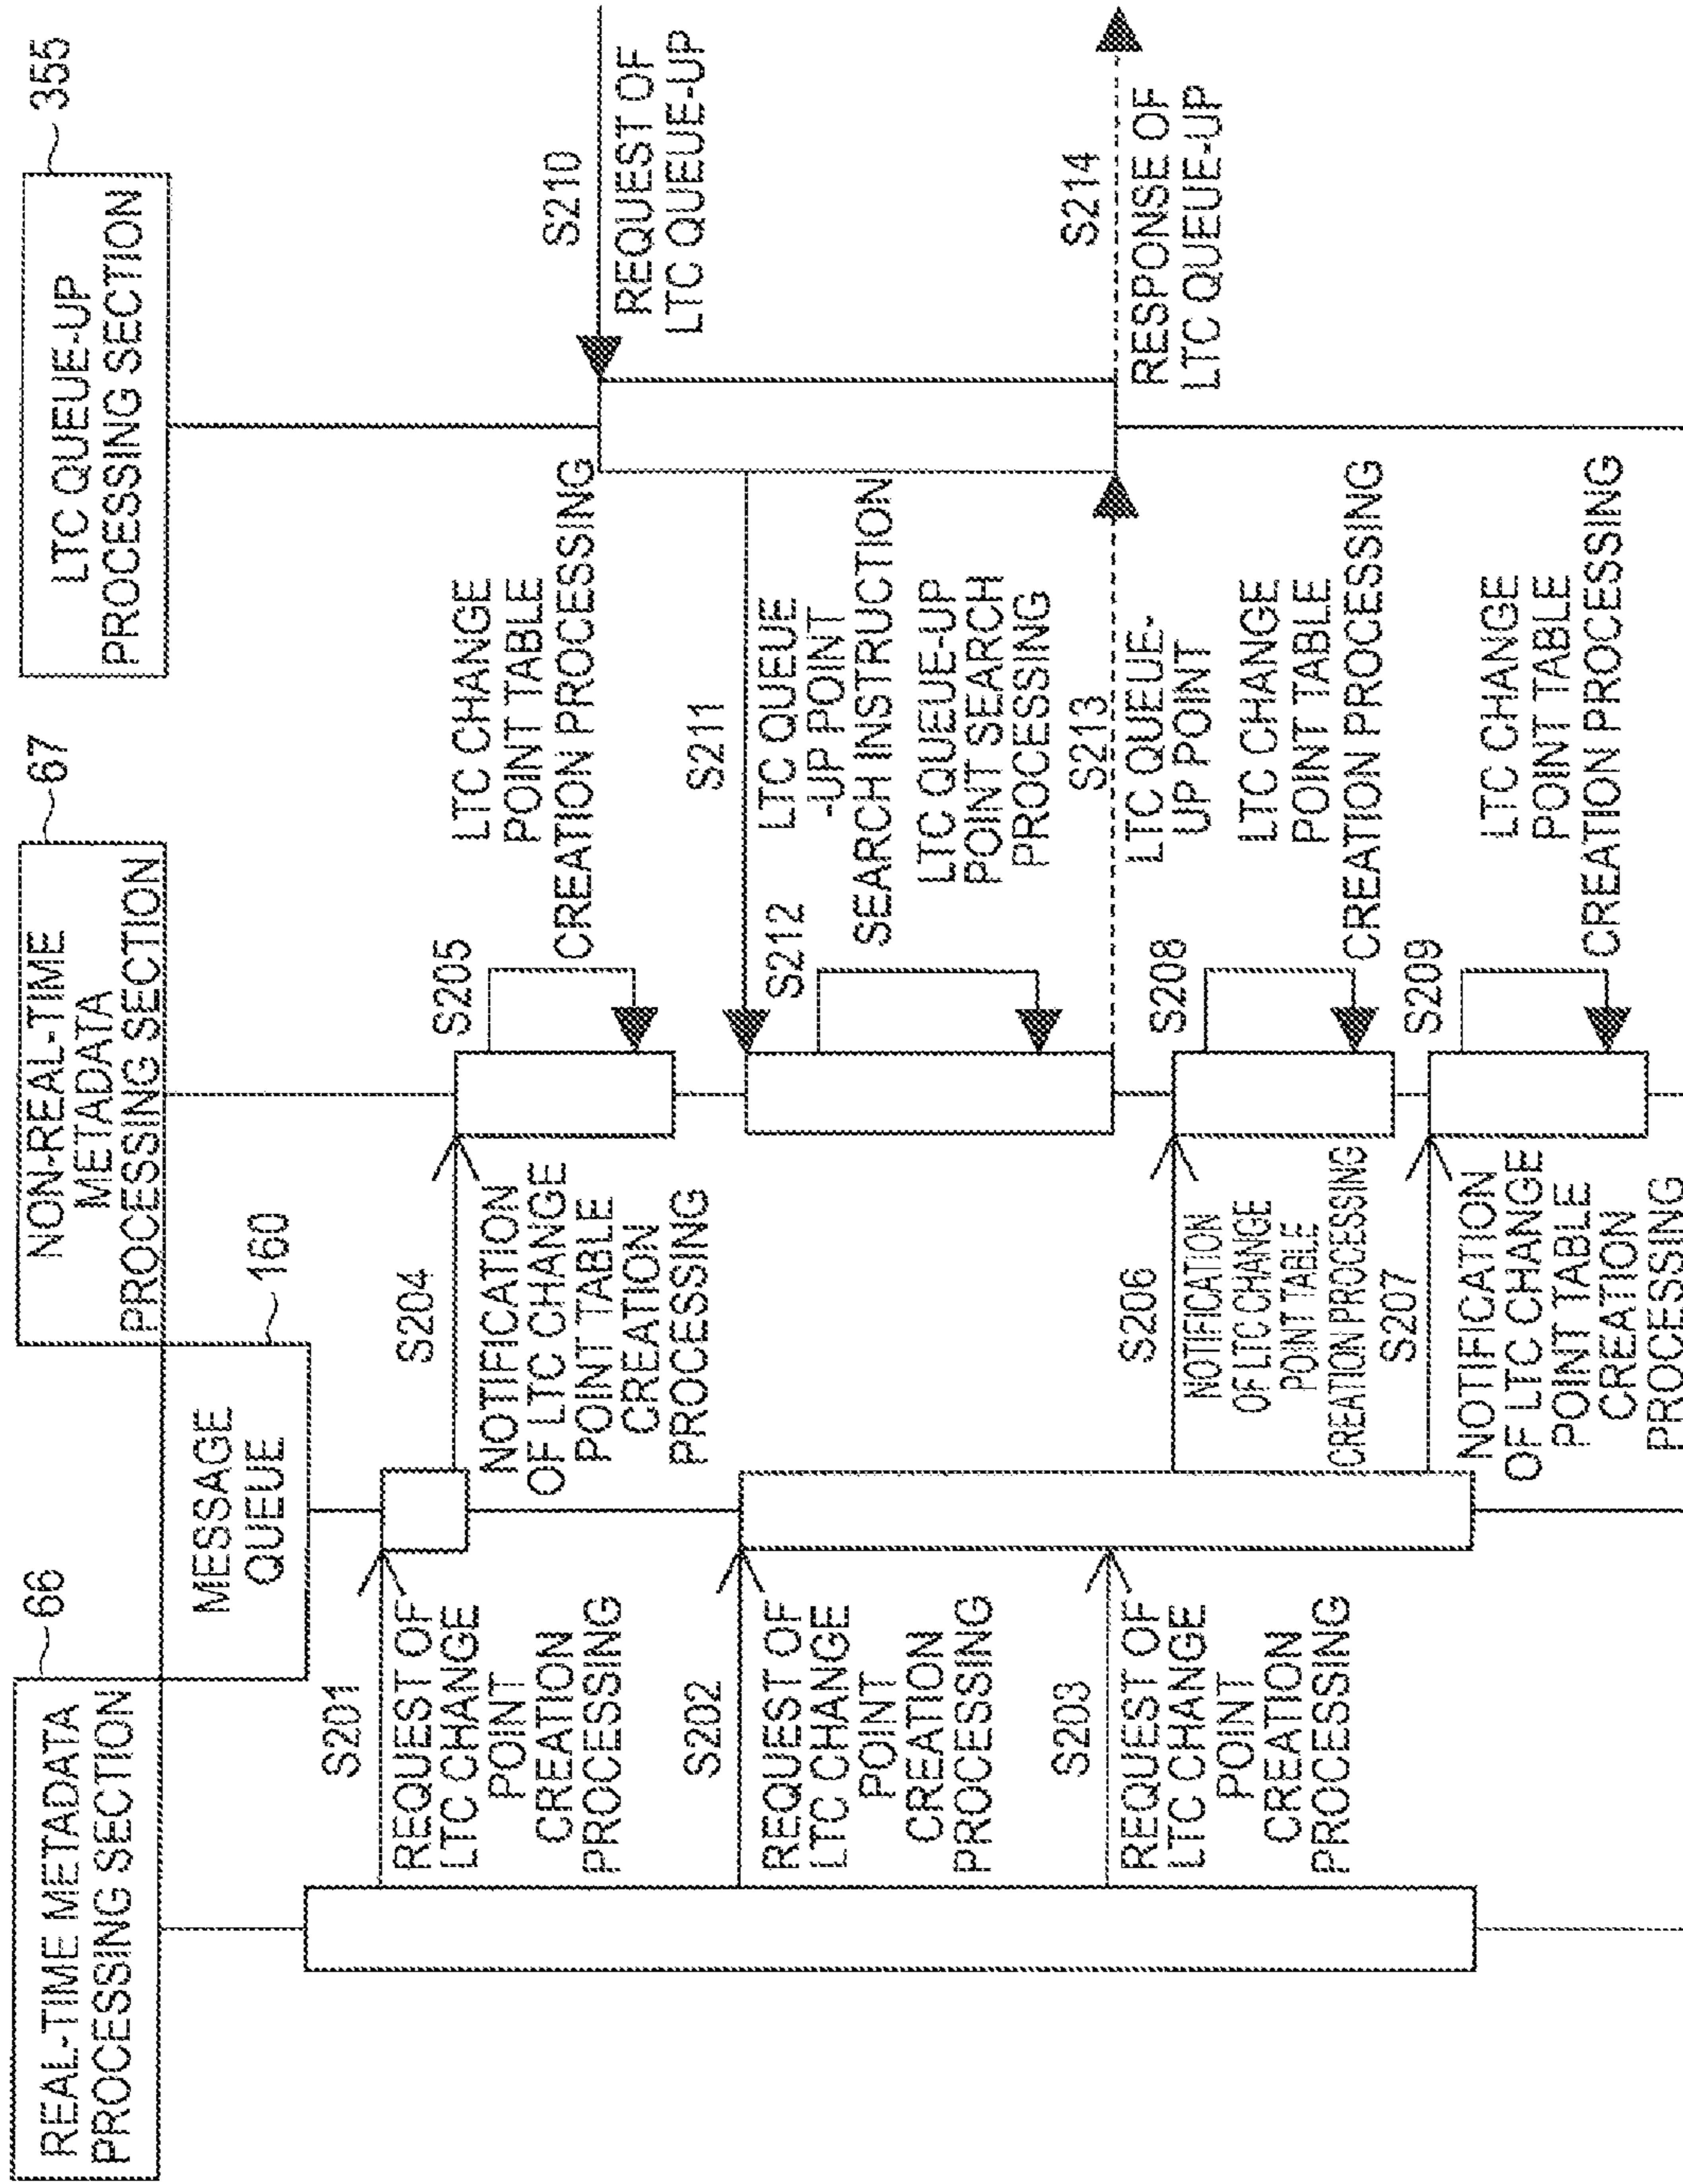 REAL-TIME METADATA
PROCESSING SECTION
66
MESSAGE
QUEUE
160
NON-REAL-TIME
METADATA
PROCESSING SECTION
67
LTC QUEUE-UP
PROCESSING SECTION
355
S201
REQUEST OF
LTC CHANGE
POINT
CREATION
PROCESSING
S202
REQUEST OF
LTC CHANGE
POINT
CREATION
PROCESSING
S203
REQUEST OF
LTC CHANGE
POINT
CREATION
PROCESSING
S204
NOTIFICATION
OF LTC CHANGE
POINT TABLE
CREATION
PROCESSING
S206
NOTIFICATION
OF LTC CHANGE
POINT TABLE
CREATION PROCESSING
S207
NOTIFICATION
OF LTC CHANGE
POINT TABLE
CREATION
PROCESSING
S205
LTC CHANGE
POINT TABLE
CREATION PROCESSING
S211
LTC QUEUE
-UP POINT
SEARCH INSTRUCTION
S212
LTC QUEUE-UP
POINT SEARCH
PROCESSING
S213
LTC QUEUE-
UP POINT
S208
LTC CHANGE
POINT TABLE
CREATION PROCESSING
S209
LTC CHANGE
POINT TABLE
CREATION PROCESSING
S210
REQUEST OF
LTC QUEUE-UP
S214
RESPONSE OF
LTC QUEUE-UP